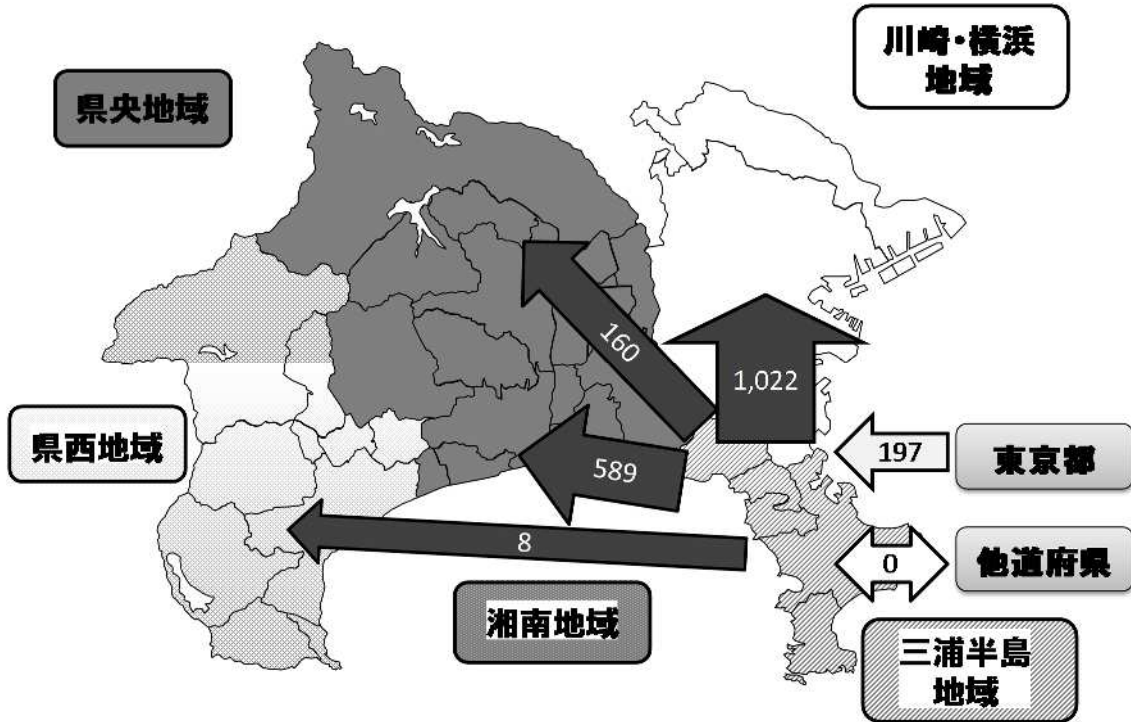 川崎・横浜
地域
県央地域
160
1,022
県西地域
589
197
東京都
8
0
他道府県
湘南地域
三浦半島
地域